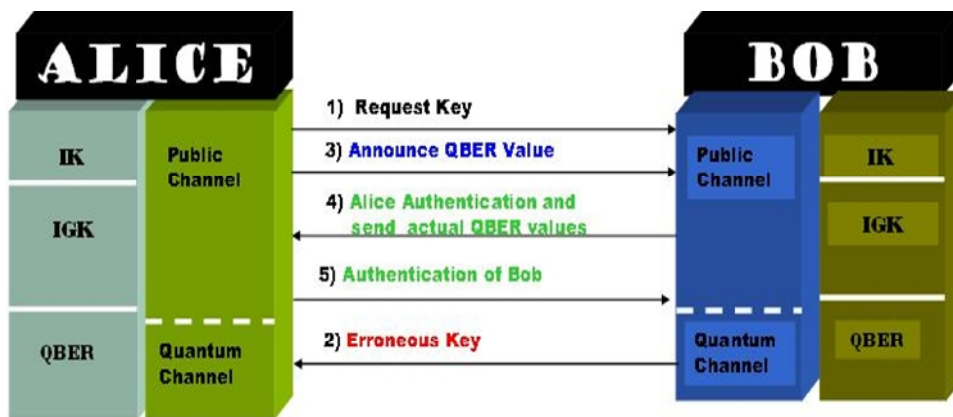 ALICE
BOB
IK
IGK
QBER
Public
Channel
Quantum
Channel
1) Request Key
3) Announce QBER Value
4) Alice Authentication and
send actual QBER values
5) Authentication of Bob
2) Erroneous Key
Public
Channel
Quantum
Channel
IK
IGK
QBER